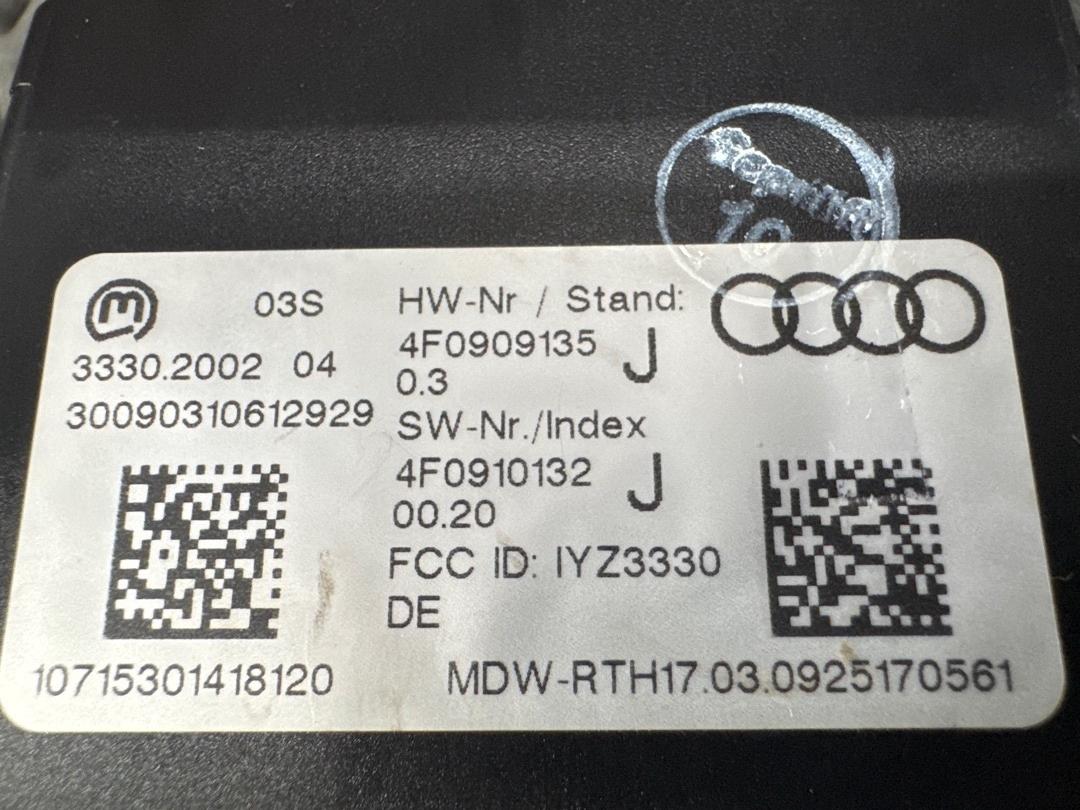 10
M
03S
3330.2002 04
30090310612929
HW-Nr / Stand:
4F0909135 J
0.3
SW-Nr./Index
4F0910132 J
00.20
FCC ID: IYZ3330
DE
10715301418120
MDW-RTH17.03.0925170561